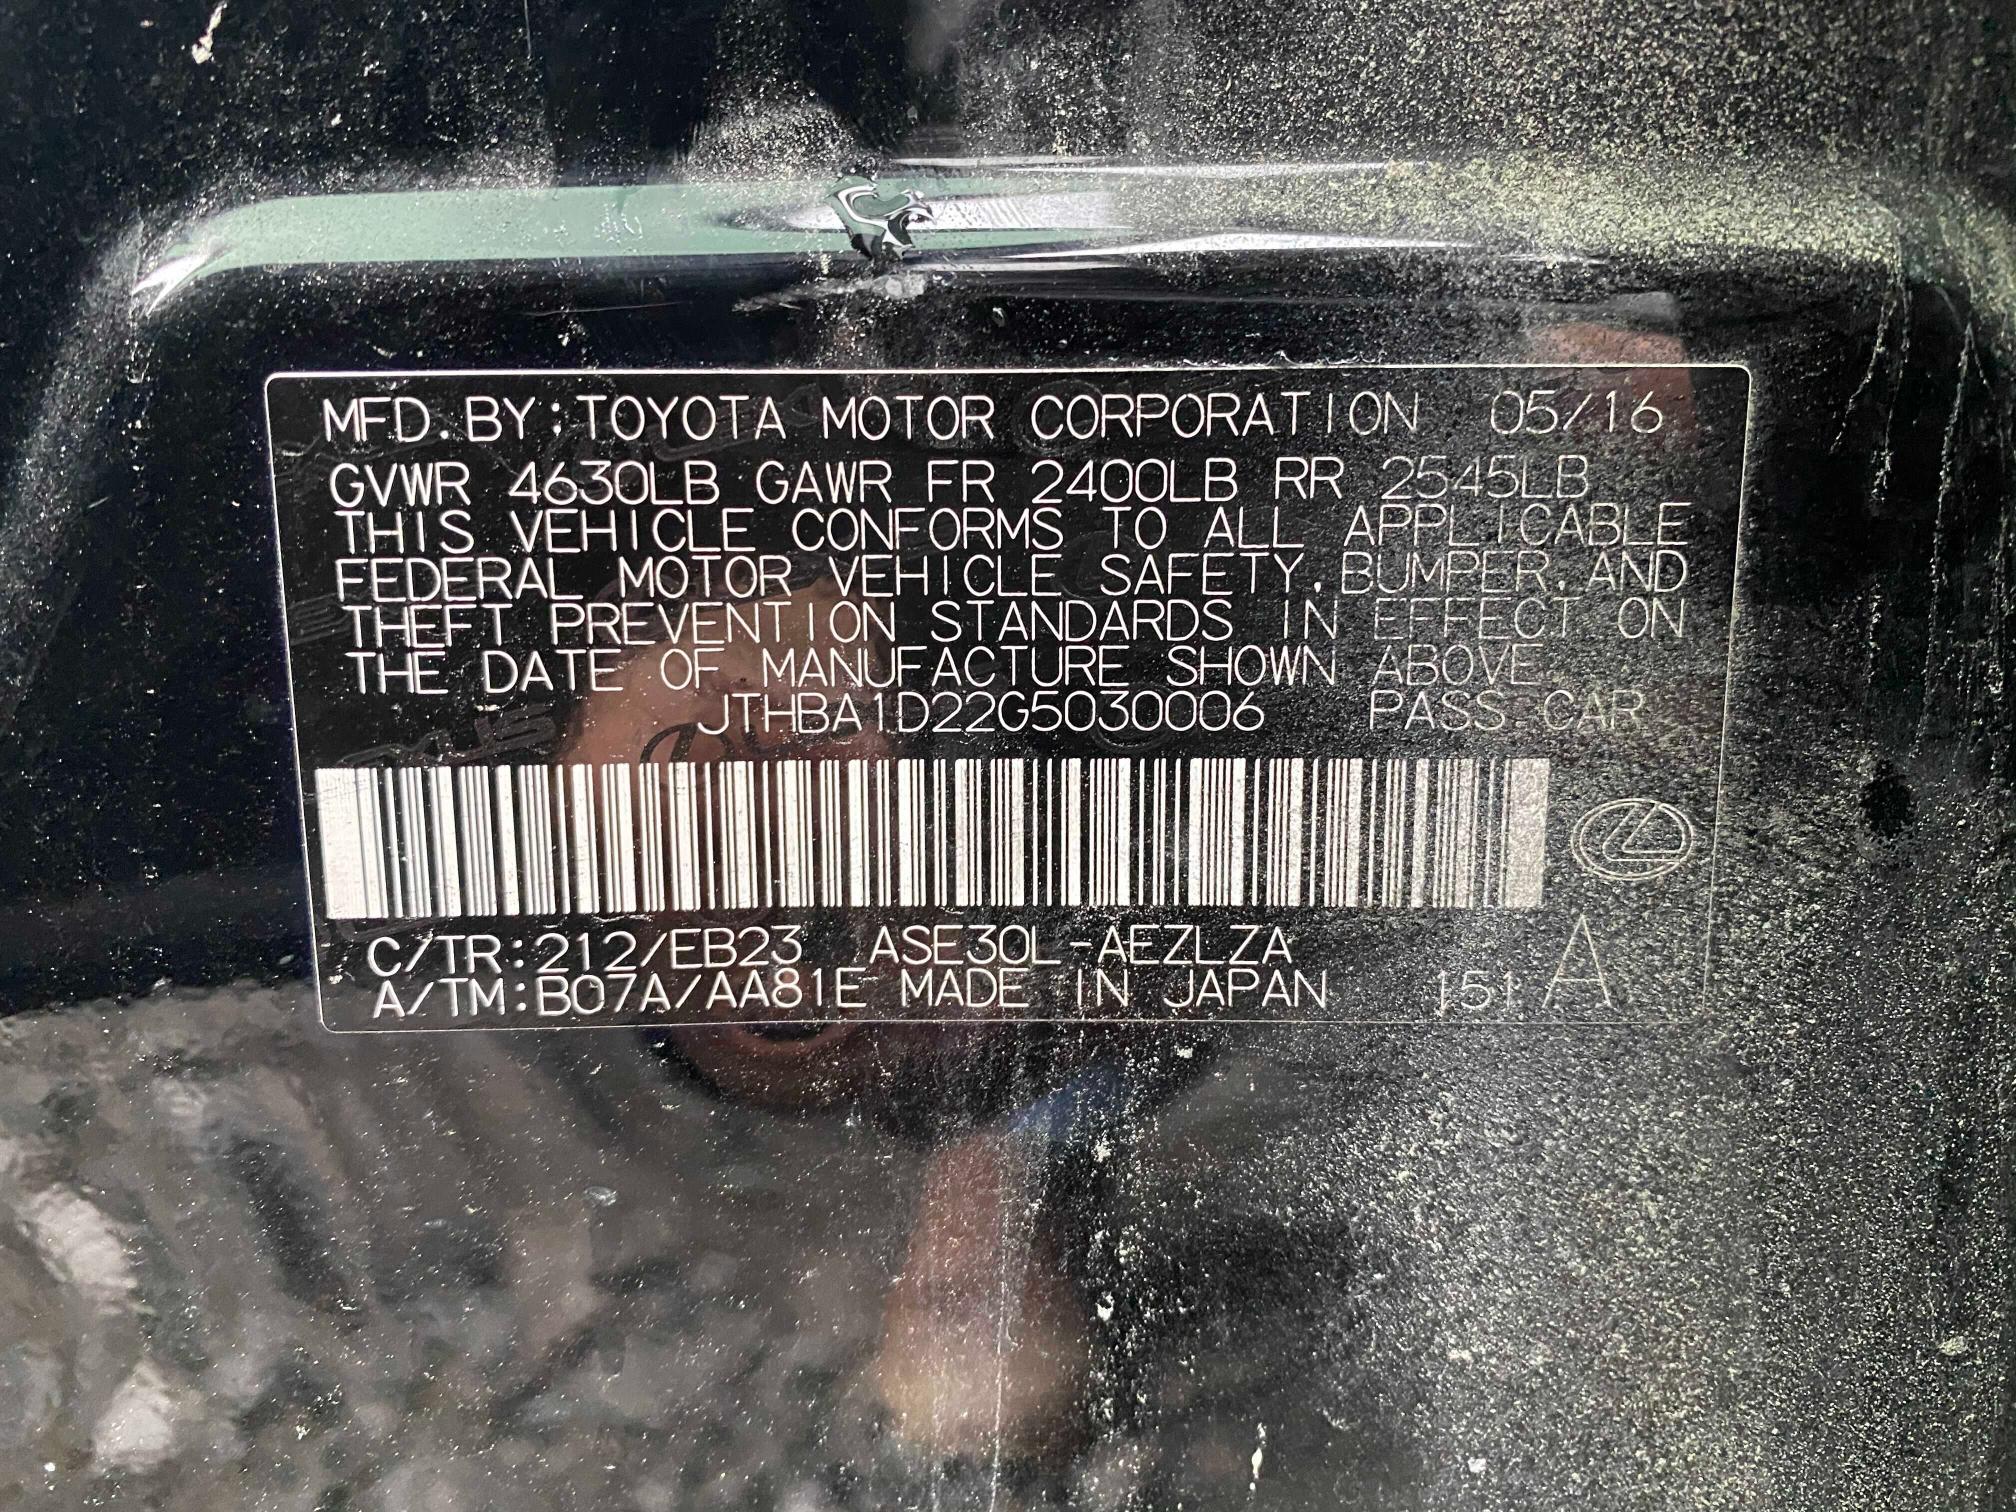 MFD. BY: TOYOTA MOTOR CORPORATION 05/16
GVWR 4630LB GAWR FR 2400LB RR 2545LB
THIS VEHICLE CONFORMS TO ALL APPLICABLE
FEDERAL MOTOR VEHICLE SAFETY, BUMPER, AND
THEFT PREVENTION STANDARDS IN EFFECT ON
THE DATE OF MANUFACTURE SHOWN ABOVE.
JTHBA1D22G5030006 PASS CAR
C/TR:212/EB23 ASE30L-AEZLZA
A/TM:B07A/AA81E MADE IN JAPAN 151 A